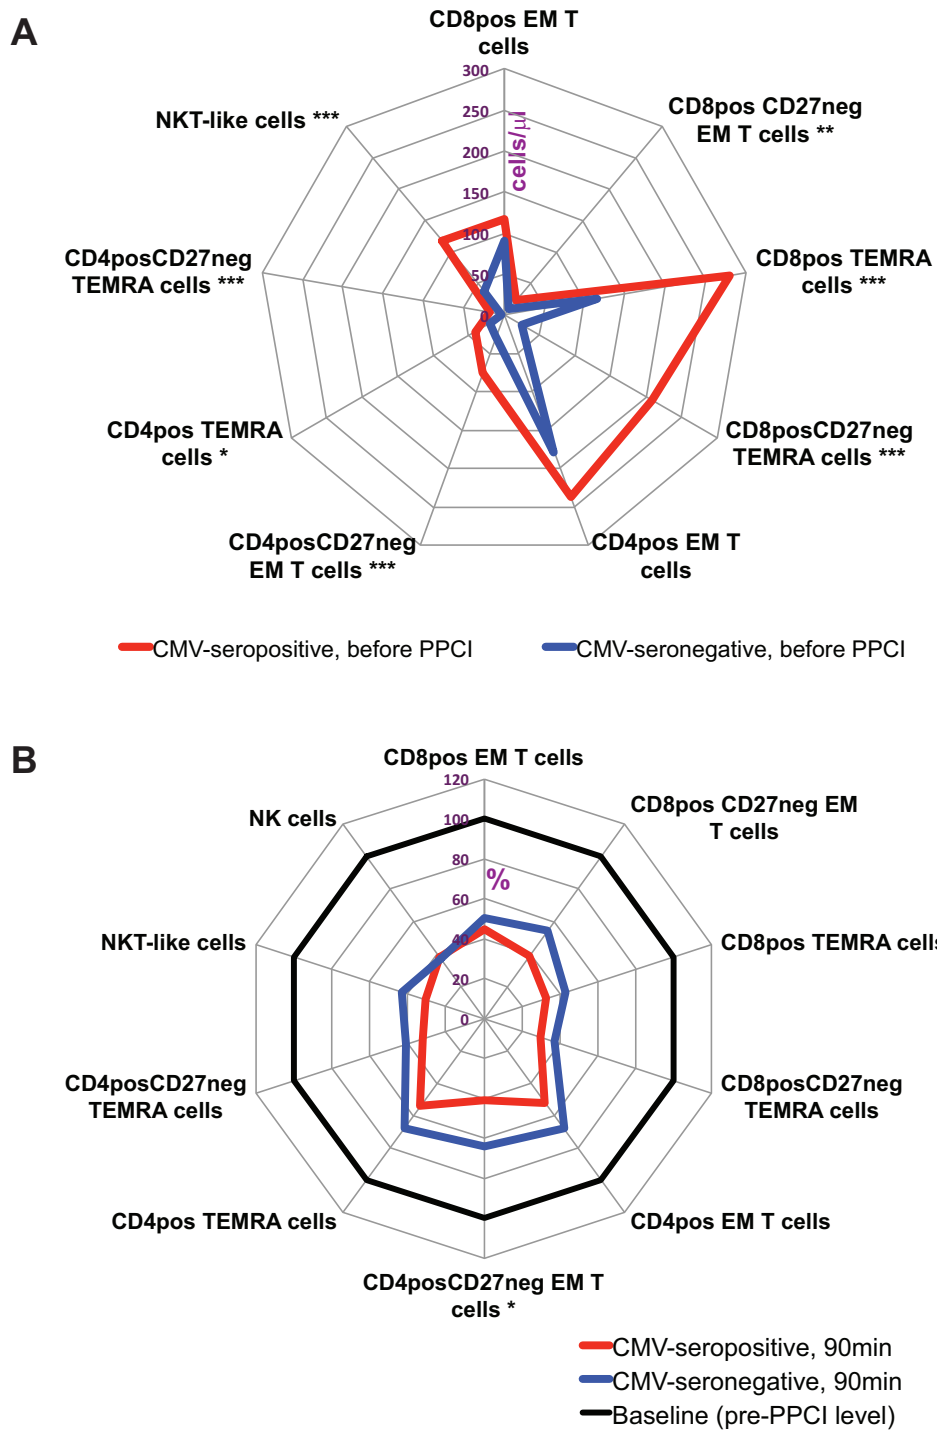 A
CD8pos EM T
cells
CD8pos CD27neg
EM T cells **
CD8pos TEMRA
cells ***
CD8posCD27neg
TEMRA cells ***
CD4pos EM T
cells
CD4posCD27neg
EM T cells ***
CD4pos TEMRA
cells *
CD4posCD27neg
TEMRA cells ***
NKT-like cells ***
300
250
200
150
100
50
0
cells/µl
CMV-seropositive, before PPCI
CMV-seronegative, before PPCI
B
CD8pos EM T cells
CD8pos CD27neg EM
T cells
CD8pos TEMRA cells
CD8posCD27neg
TEMRA cells
CD4pos EM T cells
CD4posCD27neg EM T
cells *
CD4pos TEMRA cells
CD4posCD27neg
TEMRA cells
NKT-like cells
NK cells
120
100
80
60
40
20
0
%
CMV-seropositive, 90min
CMV-seronegative, 90min
Baseline (pre-PPCI level)